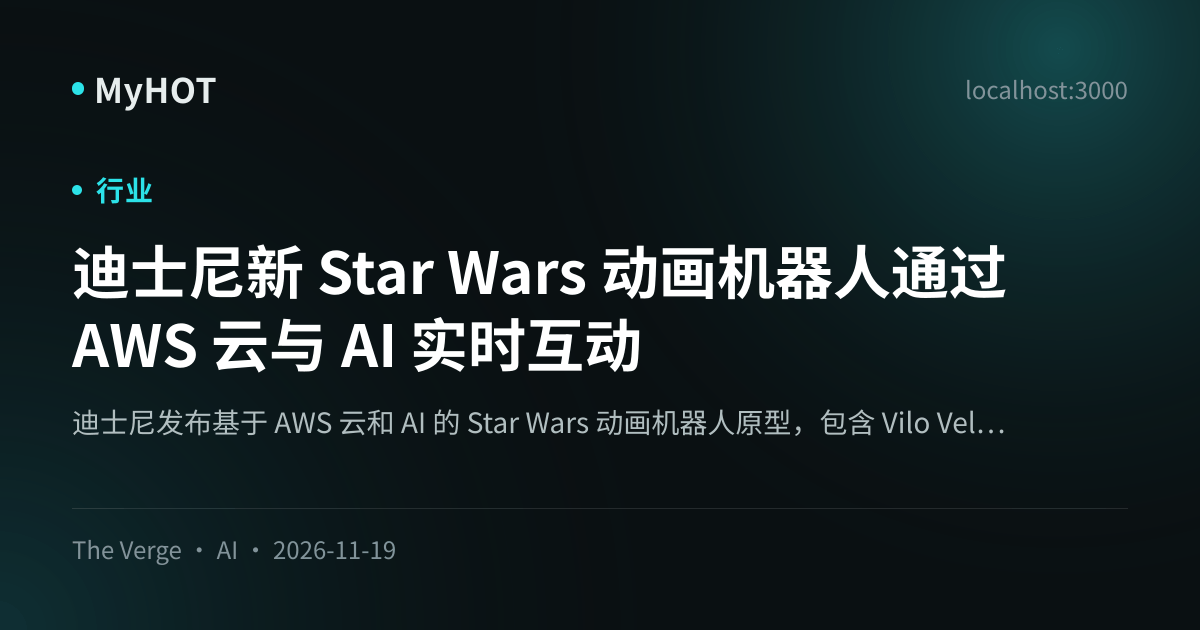 MyHOT
localhost:3000
行业
迪士尼新 Star Wars 动画机器人通过
AWS 云与 AI 实时互动
迪士尼发布基于 AWS 云和 AI 的 Star Wars 动画机器人原型，包含 Vilo Vel…
The Verge · AI · 2026-11-19